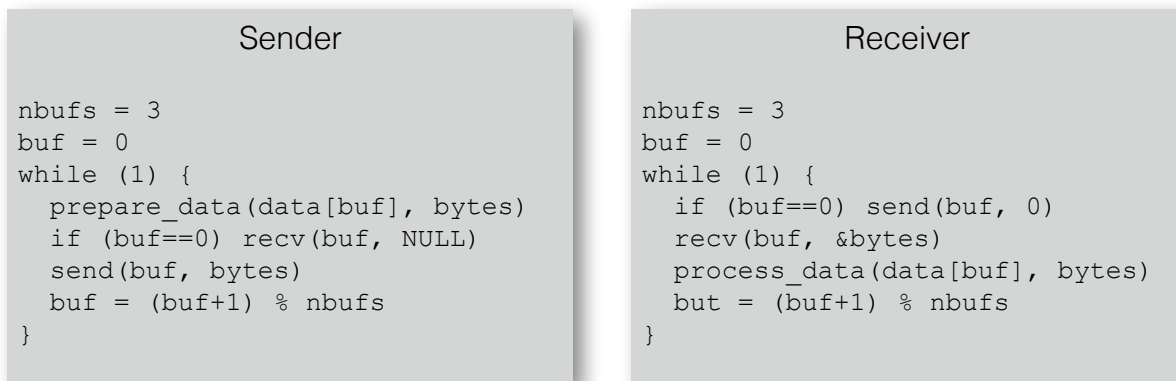 Sender
nbufs = 3
buf = 0
while (1) {
  prepare_data(data[buf], bytes)
  if (buf==0) recv(buf, NULL)
  send(buf, bytes)
  buf = (buf+1) % nbufs
}
Receiver
nbufs = 3
buf = 0
while (1) {
  if (buf==0) send(buf, 0)
  recv(buf, &bytes)
  process_data(data[buf], bytes)
  but = (buf+1) % nbufs
}